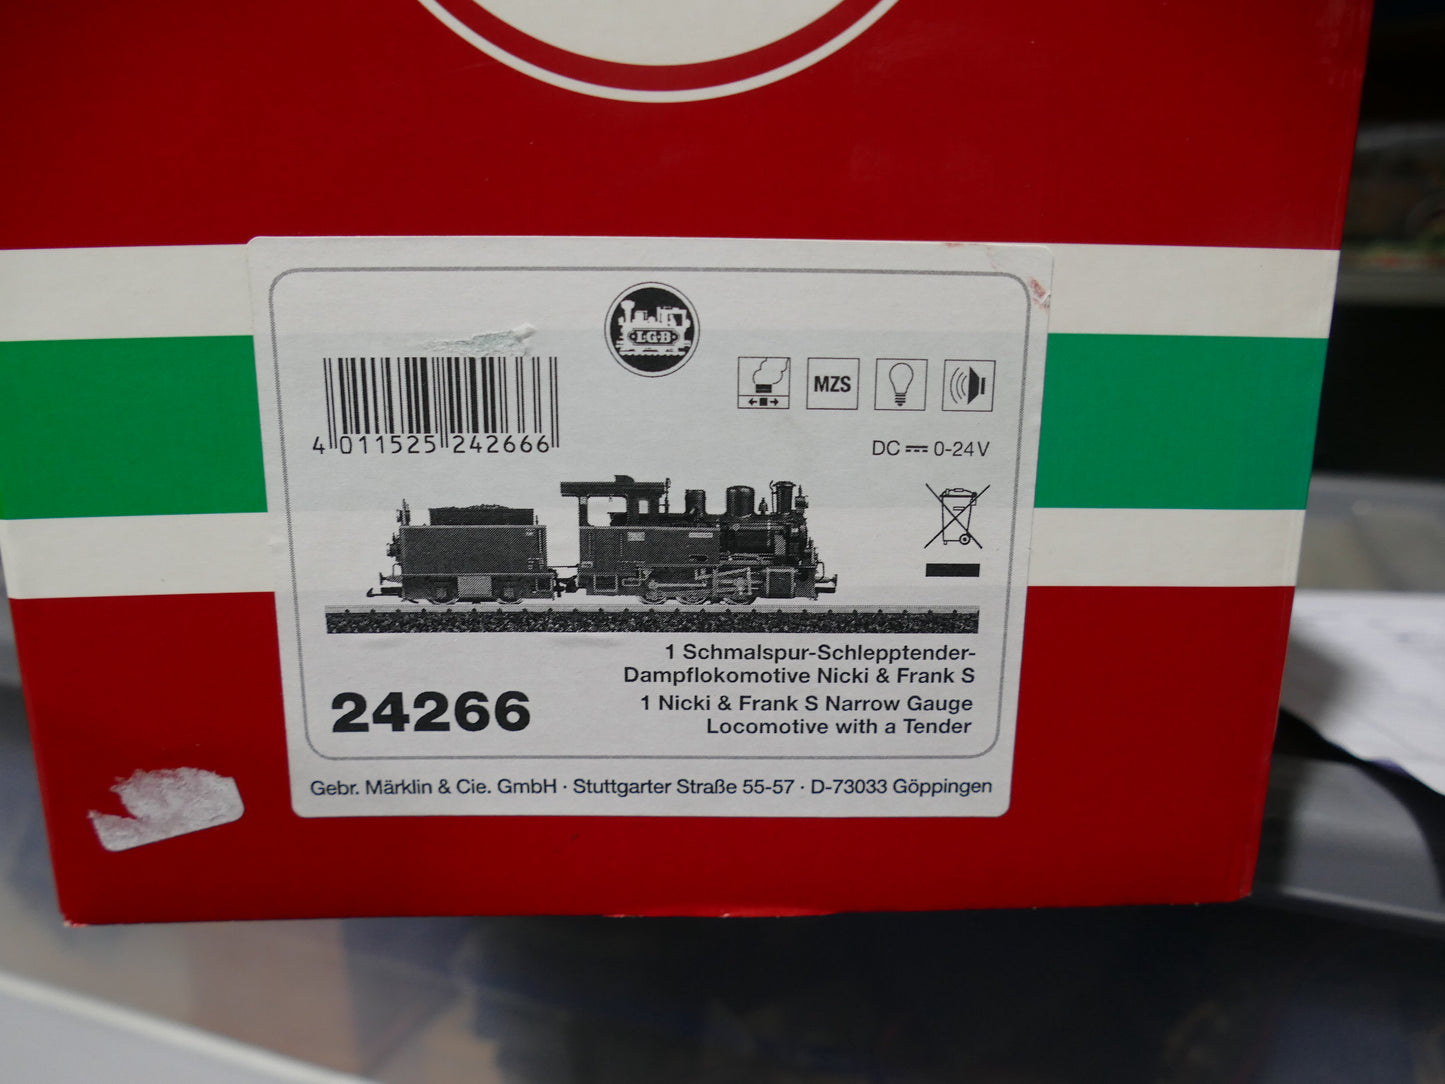 LGB
MZS
4 011525 242666
DC 0-24V
1 Schmalspur-Schlepptender-
Dampflokomotive Nicki & Frank S
24266
1 Nicki & Frank S Narrow Gauge
Locomotive with a Tender
Gebr. Märklin & Cie. GmbH · Stuttgarter Straße 55-57 · D-73033 Göppingen